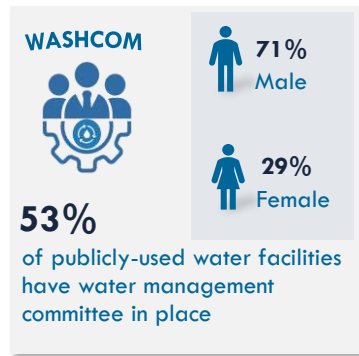 WASHCOM
71%
Male
29%
Female
53%
of publicly-used water facilities
have water management
committee in place